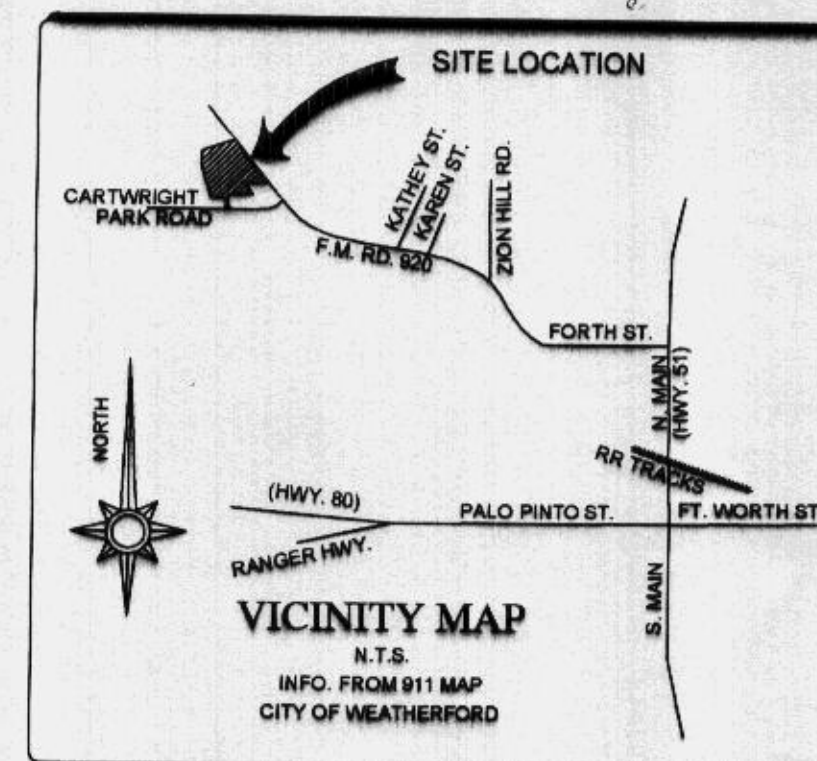 SITE LOCATION
CARTWRIGHT
PARK ROAD
KATHEY ST.
KAREN ST.
ZION HILL RD.
F.M. RD. 920
FORTH ST.
N. MAIN
(HWY. 51)
NORTH
RR TRACKS
(HWY. 80)
PALO PINTO ST.
FT. WORTH ST
RANGER HWY.
S. MAIN
VICINITY MAP
N.T.S.
INFO. FROM 911 MAP
CITY OF WEATHERFORD